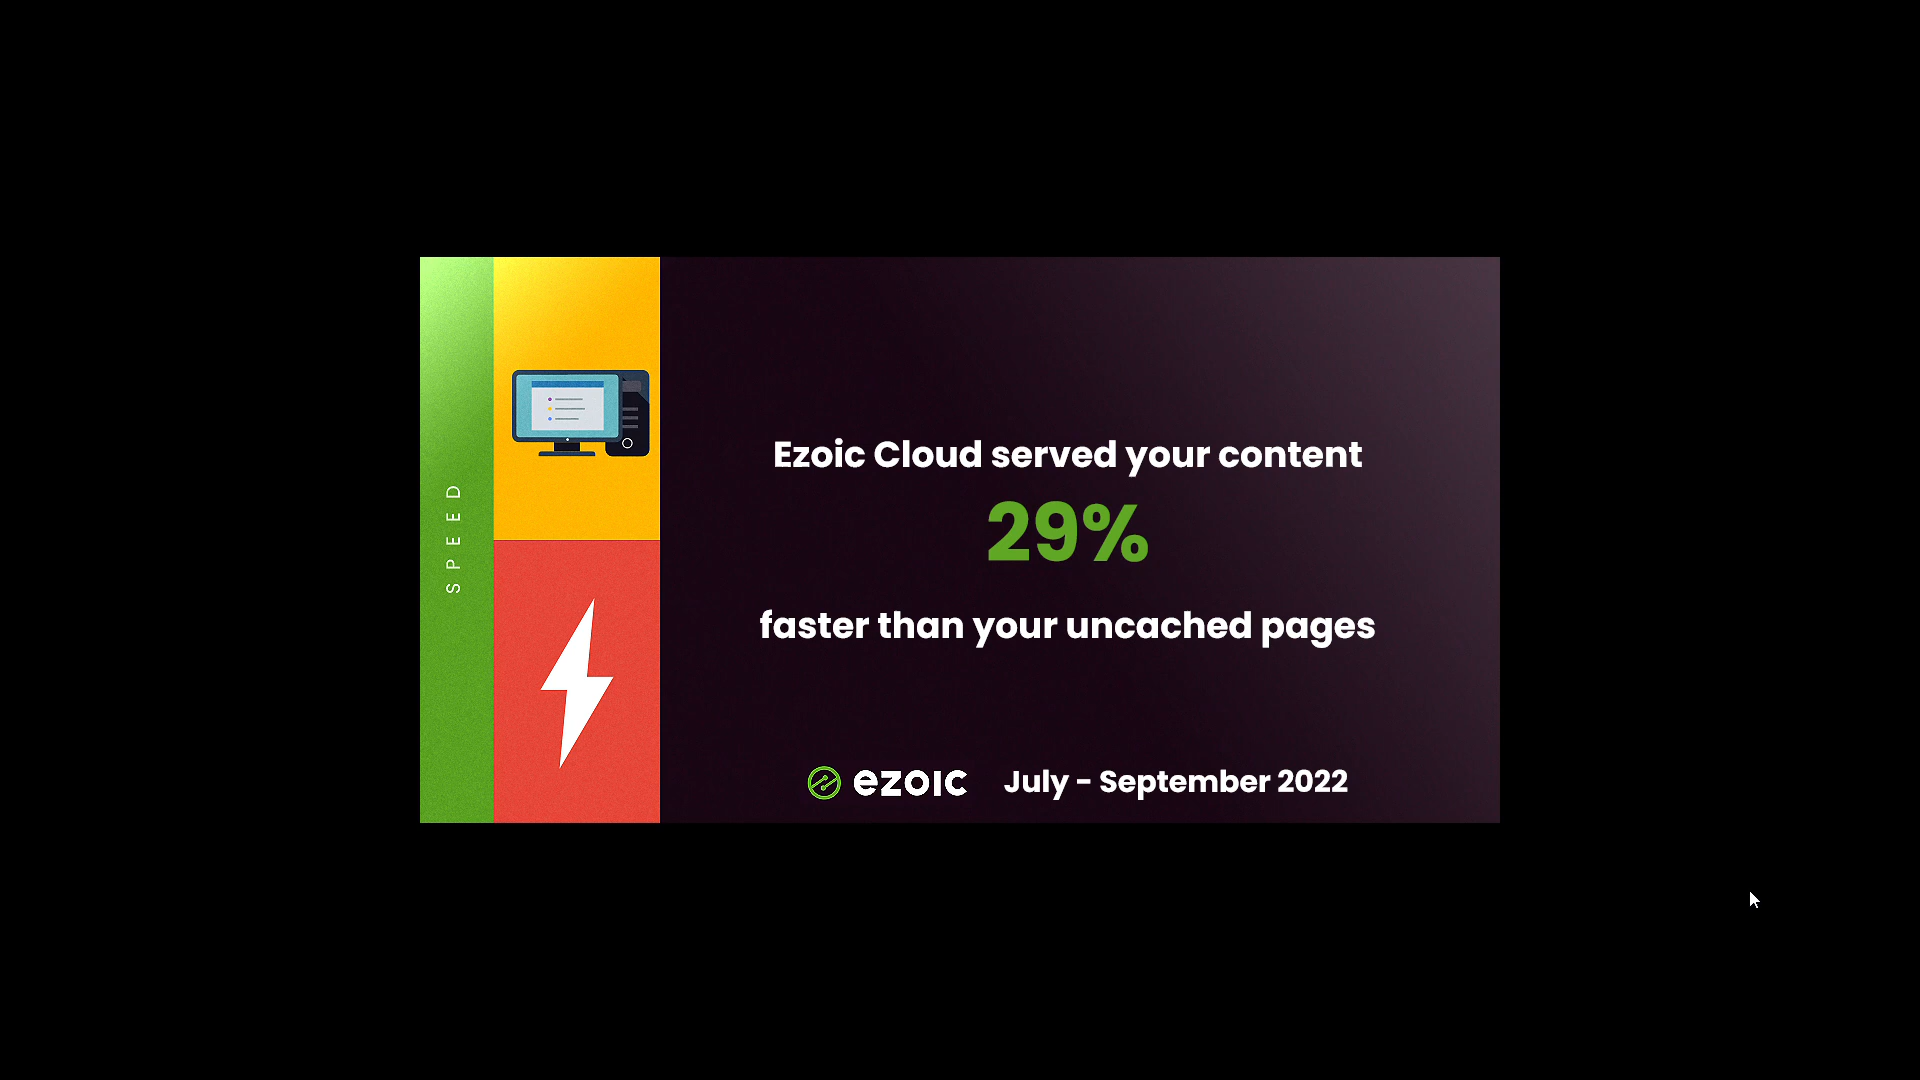 SPEED
Ezoic Cloud served your content
29%
faster than your uncached pages
ezoic July - September 2022